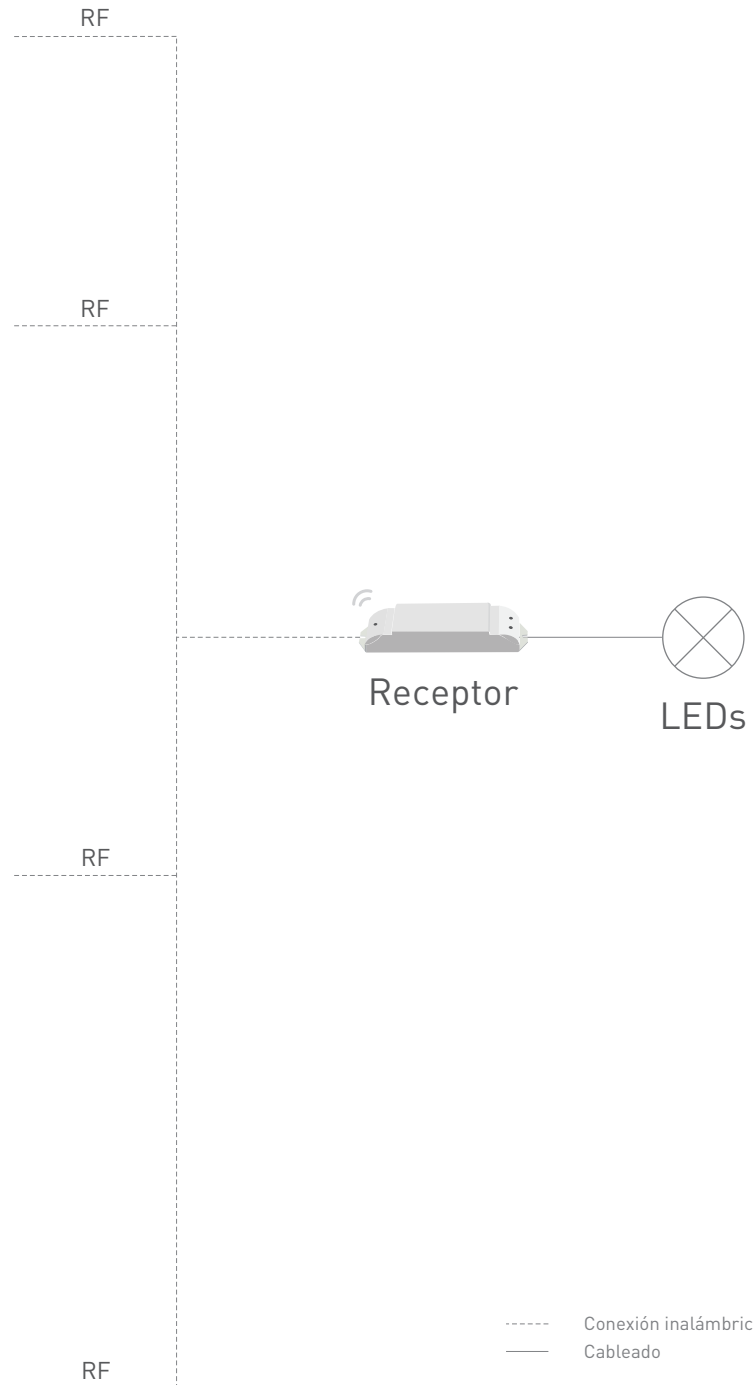 RF
RF
Receptor
LEDs
RF
Conexión inalámbric
Cableado
RF